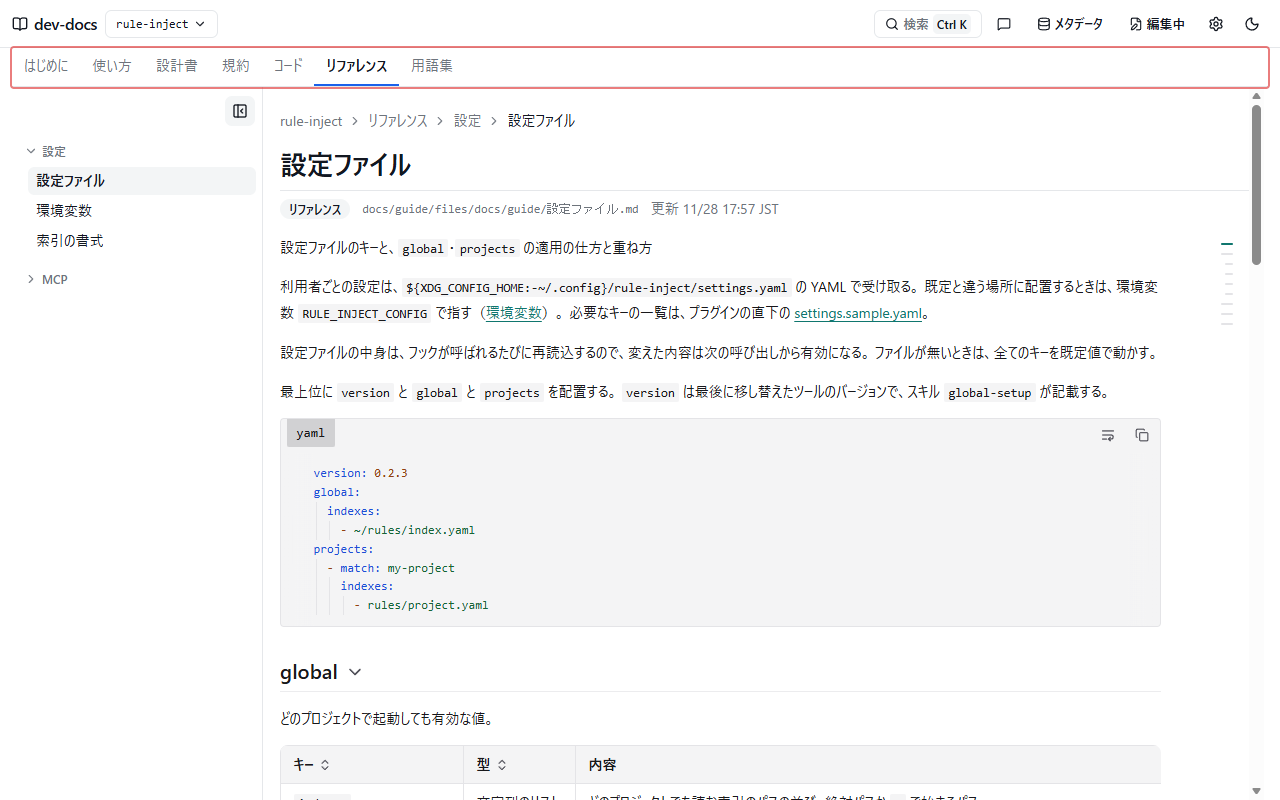 dev-docs rule-inject 検索 Ctrl K メタデータ 編集中
はじめに 使い方 設計書 規約 コード リファレンス 用語集
rule-inject > リファレンス > 設定 > 設定ファイル
設定
設定ファイル
環境変数
索引の書式
MCP
設定ファイル
リファレンス docs/guide/files/docs/guide/設定ファイル.md 更新 11/28 17:57 JST
設定ファイルのキーと、global・projects の適用の仕方と重ね方
利用者ごとの設定は、${XDG_CONFIG_HOME:-~/.config}/rule-inject/settings.yaml の YAML で受け取る。既定と違う場所に配置するときは、環境変
数 RULE_INJECT_CONFIG で指す（環境変数）。必要なキーの一覧は、プラグインの直下の settings.sample.yaml。
設定ファイルの中身は、フックが呼ばれるたびに再読込するので、変えた内容は次の呼び出しから有効になる。ファイルが無いときは、全てのキーを既定値で動かす。
最上位に version と global と projects を配置する。version は最後に移し替えたツールのバージョンで、スキル global-setup が記載する。
yaml
version: 0.2.3
global:
indexes:
- ~/rules/index.yaml
projects:
- match: my-project
indexes:
- rules/project.yaml
global
どのプロジェクトで起動しても有効な値。
キー 型 内容